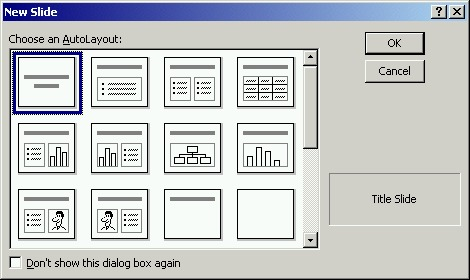 New Slide
Choose an AutoLayout:
OK
Cancel
Title Slide
Don't show this dialog box again